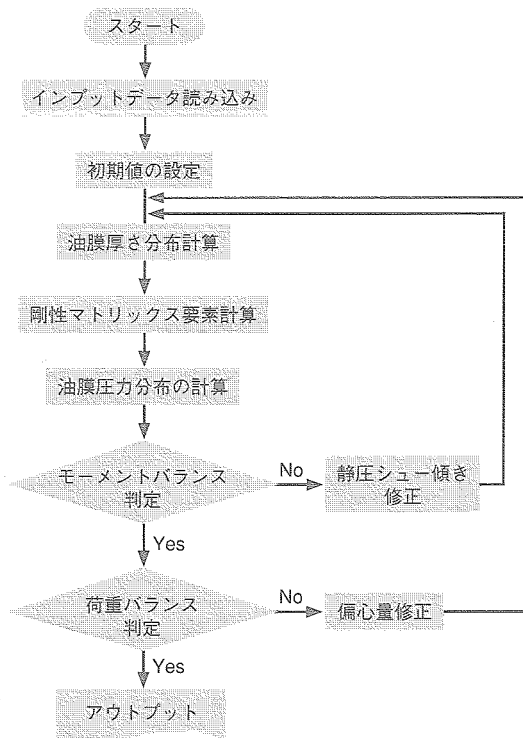 スタート
インプットデータ読み込み
初期値の設定
油膜厚さ分布計算
剛性マトリックス要素計算
油膜圧力分布の計算
モーメントバランス
判定
No
静圧シュー傾き
修正
Yes
荷重バランス
判定
No
偏心量修正
Yes
アウトプット